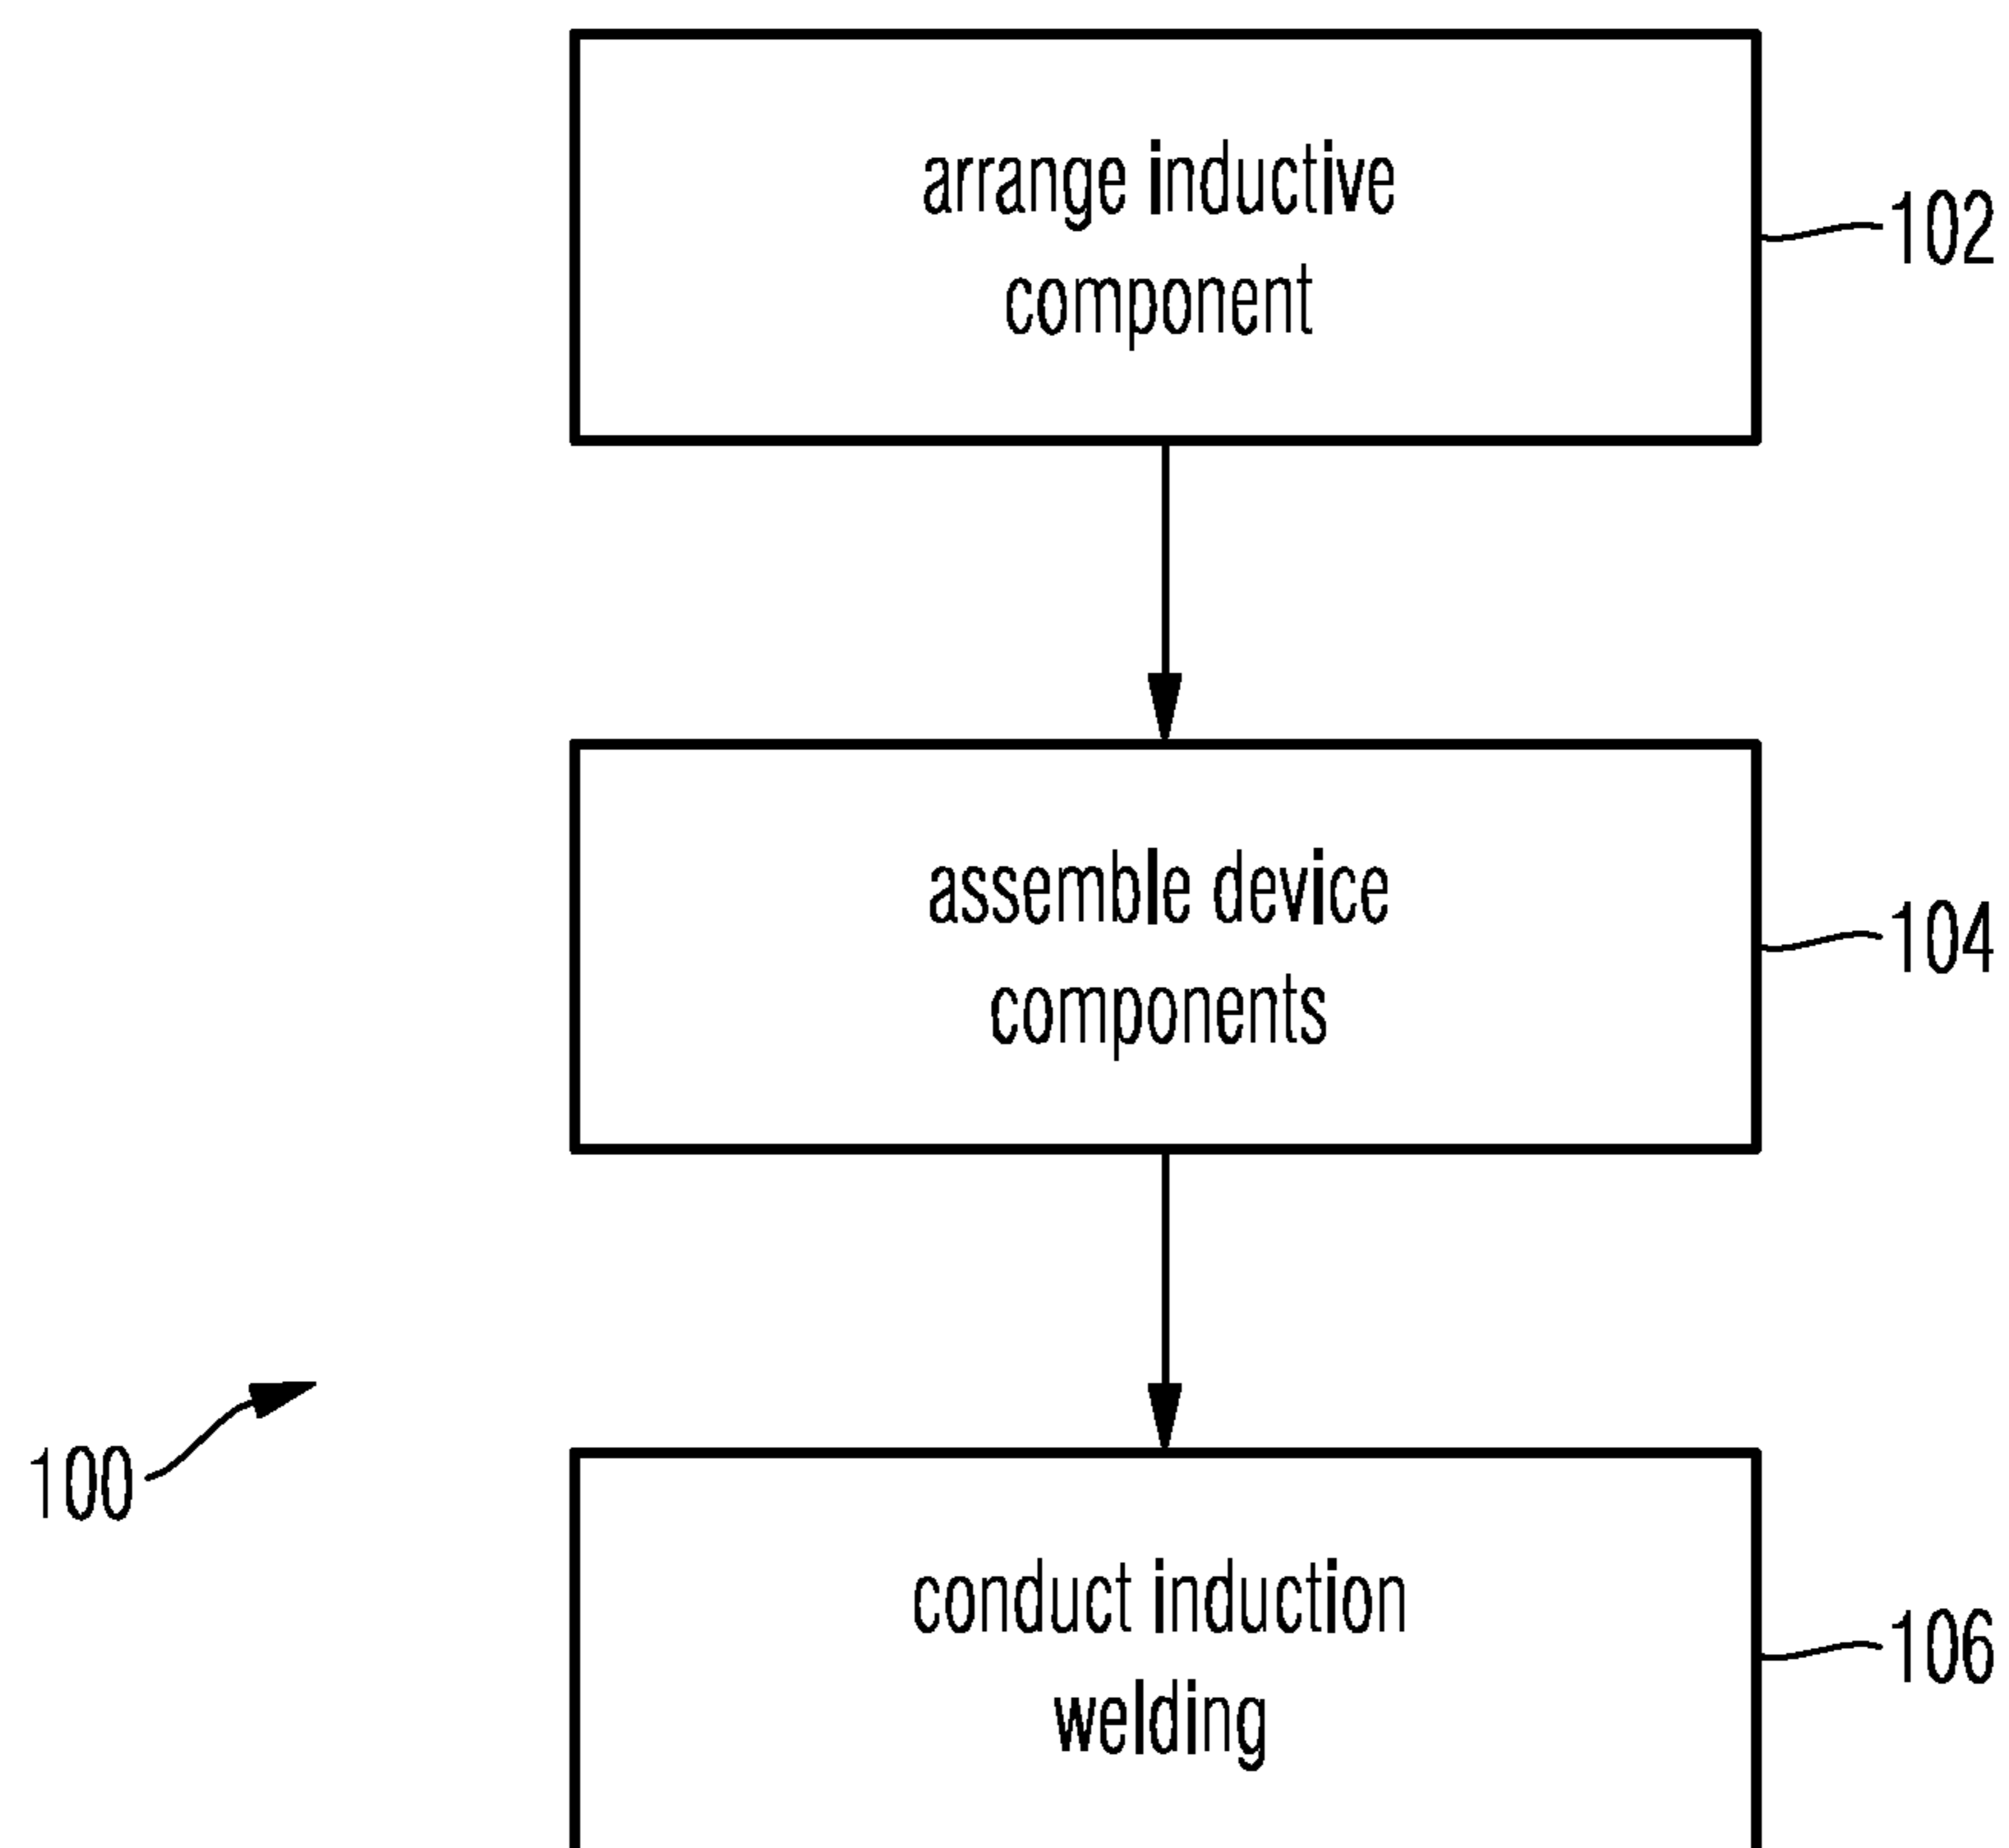 arrange inductive
component
102
assemble device
components
104
100
conduct induction
welding
106